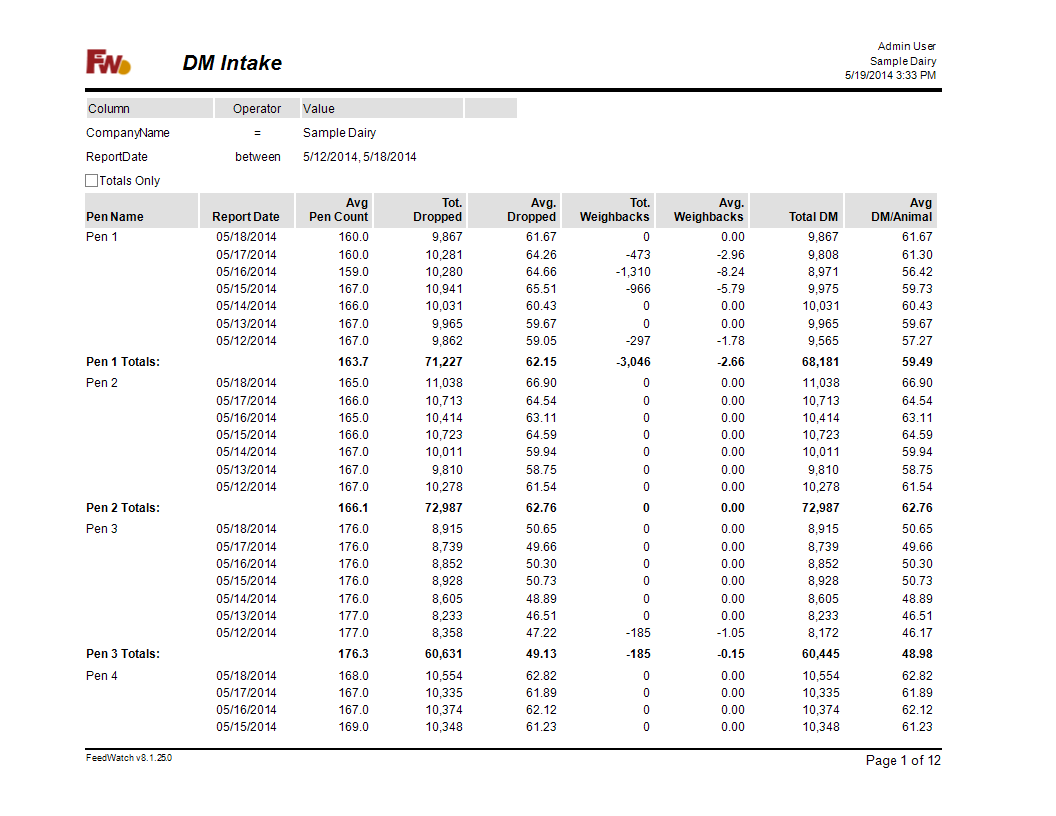 FW
DM Intake
Admin User
Sample Dairy
5/19/2014 3:33 PM
Column Operator Value
CompanyName = Sample Dairy
ReportDate between 5/12/2014, 5/18/2014
Totals Only
Avg Tot. Avg. Tot. Avg. Avg
Pen Name Report Date Pen Count Dropped Dropped Weighbacks Weighbacks Total DM DM/Animal
Pen 1 05/18/2014 160.0 9,867 61.67 0 0.00 9,867 61.67
05/17/2014 160.0 10,281 64.26 -473 -2.96 9,808 61.30
05/16/2014 159.0 10,280 64.66 -1,310 -8.24 8,971 56.42
05/15/2014 167.0 10,941 65.51 -966 -5.79 9,975 59.73
05/14/2014 166.0 10,031 60.43 0 0.00 10,031 60.43
05/13/2014 167.0 9,965 59.67 0 0.00 9,965 59.67
05/12/2014 167.0 9,862 59.05 -297 -1.78 9,565 57.27
Pen 1 Totals: 163.7 71,227 62.15 -3,046 -2.66 68,181 59.49
Pen 2 05/18/2014 165.0 11,038 66.90 0 0.00 11,038 66.90
05/17/2014 166.0 10,713 64.54 0 0.00 10,713 64.54
05/16/2014 165.0 10,414 63.11 0 0.00 10,414 63.11
05/15/2014 166.0 10,723 64.59 0 0.00 10,723 64.59
05/14/2014 167.0 10,011 59.94 0 0.00 10,011 59.94
05/13/2014 167.0 9,810 58.75 0 0.00 9,810 58.75
05/12/2014 167.0 10,278 61.54 0 0.00 10,278 61.54
Pen 2 Totals: 166.1 72,987 62.76 0 0.00 72,987 62.76
Pen 3 05/18/2014 176.0 8,915 50.65 0 0.00 8,915 50.65
05/17/2014 176.0 8,739 49.66 0 0.00 8,739 49.66
05/16/2014 176.0 8,852 50.30 0 0.00 8,852 50.30
05/15/2014 176.0 8,928 50.73 0 0.00 8,928 50.73
05/14/2014 176.0 8,605 48.89 0 0.00 8,605 48.89
05/13/2014 177.0 8,233 46.51 0 0.00 8,233 46.51
05/12/2014 177.0 8,358 47.22 -185 -1.05 8,172 46.17
Pen 3 Totals: 176.3 60,631 49.13 -185 -0.15 60,445 48.98
Pen 4 05/18/2014 168.0 10,554 62.82 0 0.00 10,554 62.82
05/17/2014 167.0 10,335 61.89 0 0.00 10,335 61.89
05/16/2014 167.0 10,374 62.12 0 0.00 10,374 62.12
05/15/2014 169.0 10,348 61.23 0 0.00 10,348 61.23
FeedWatch v8.1.25.0
Page 1 of 12